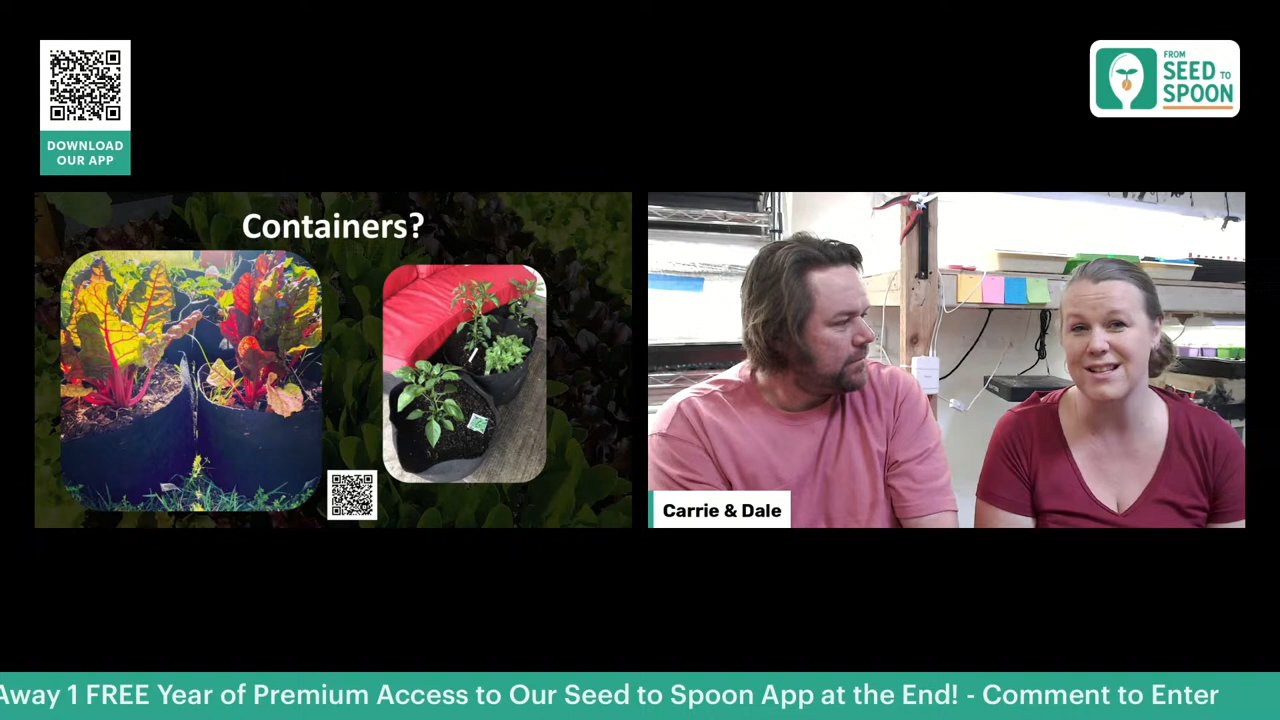 DOWNLOAD
OUR APP
FROM
SEED TO
SPOON
Containers?
Carrie & Dale
Away 1 FREE Year of Premium Access to Our Seed to Spoon App at the End! - Comment to Enter